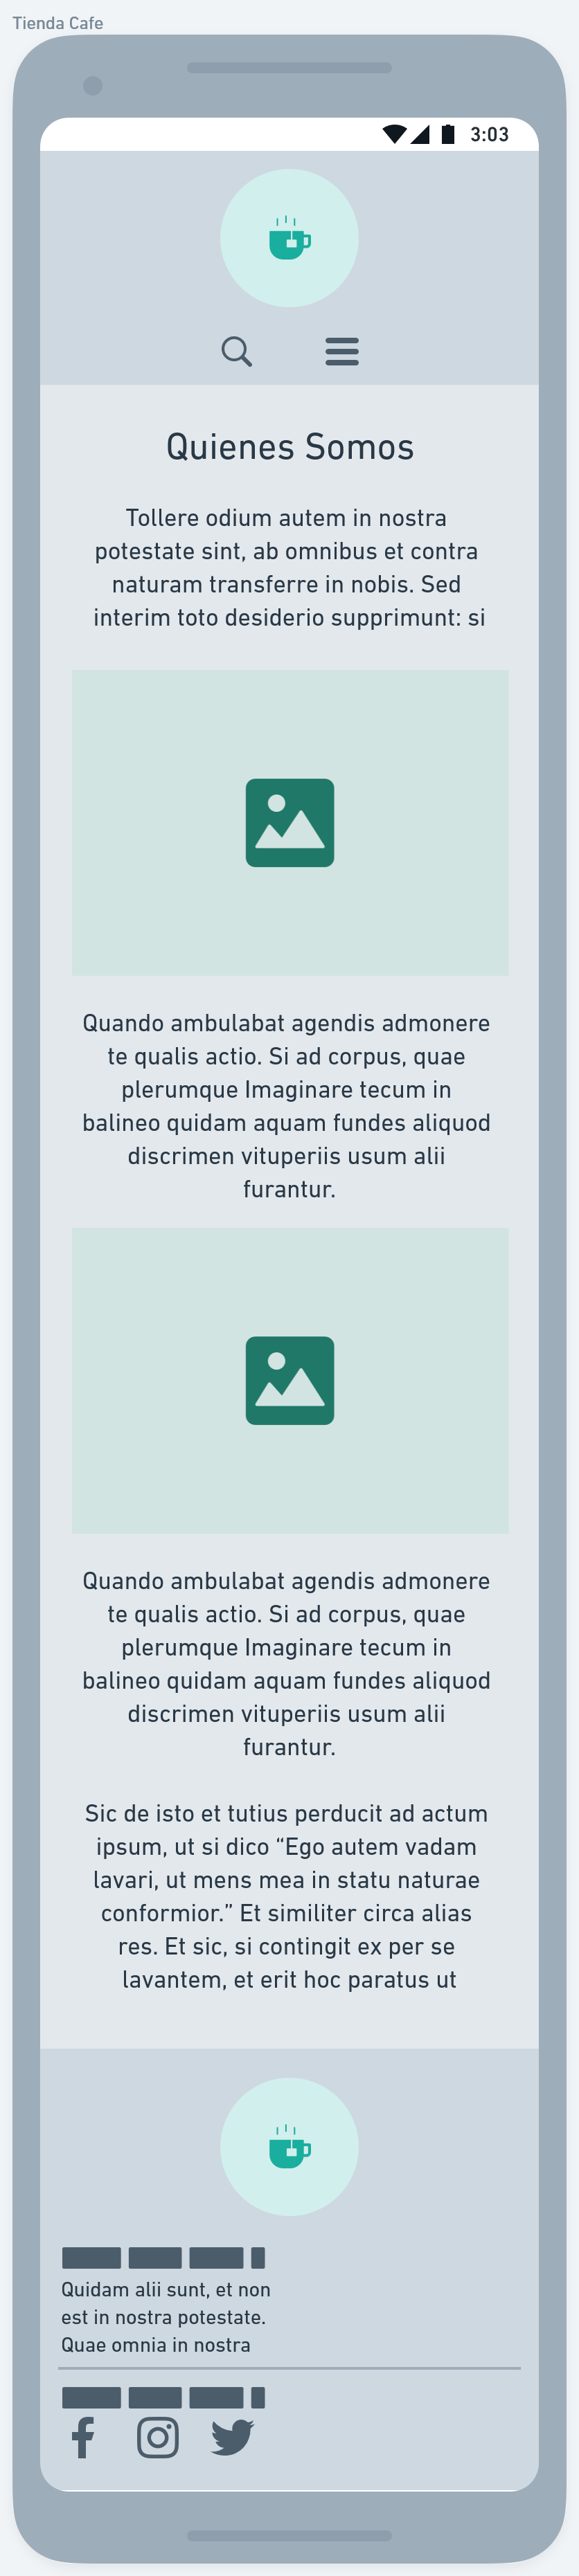 Tienda Cafe
3:03
Quienes Somos
Tollere odium autem in nostra
potestate sint, ab omnibus et contra
naturam transferre in nobis. Sed
interim toto desiderio supprimunt: si
Quando ambulabat agendis admonere
te qualis actio. Si ad corpus, quae
plerumque Imaginare tecum in
balineo quidam aquam fundes aliquod
discrimen vituperiis usum alii
furantur.
Quando ambulabat agendis admonere
te qualis actio. Si ad corpus, quae
plerumque Imaginare tecum in
balineo quidam aquam fundes aliquod
discrimen vituperiis usum alii
furantur.
Sic de isto et tutius perducit ad actum
ipsum, ut si dico “Ego autem vadam
lavari, ut mens mea in statu naturae
conformior.” Et similiter circa alias
res. Et sic, si contingit ex per se
lavantem, et erit hoc paratus ut
Quidam alii sunt, et non
est in nostra potestate.
Quae omnia in nostra